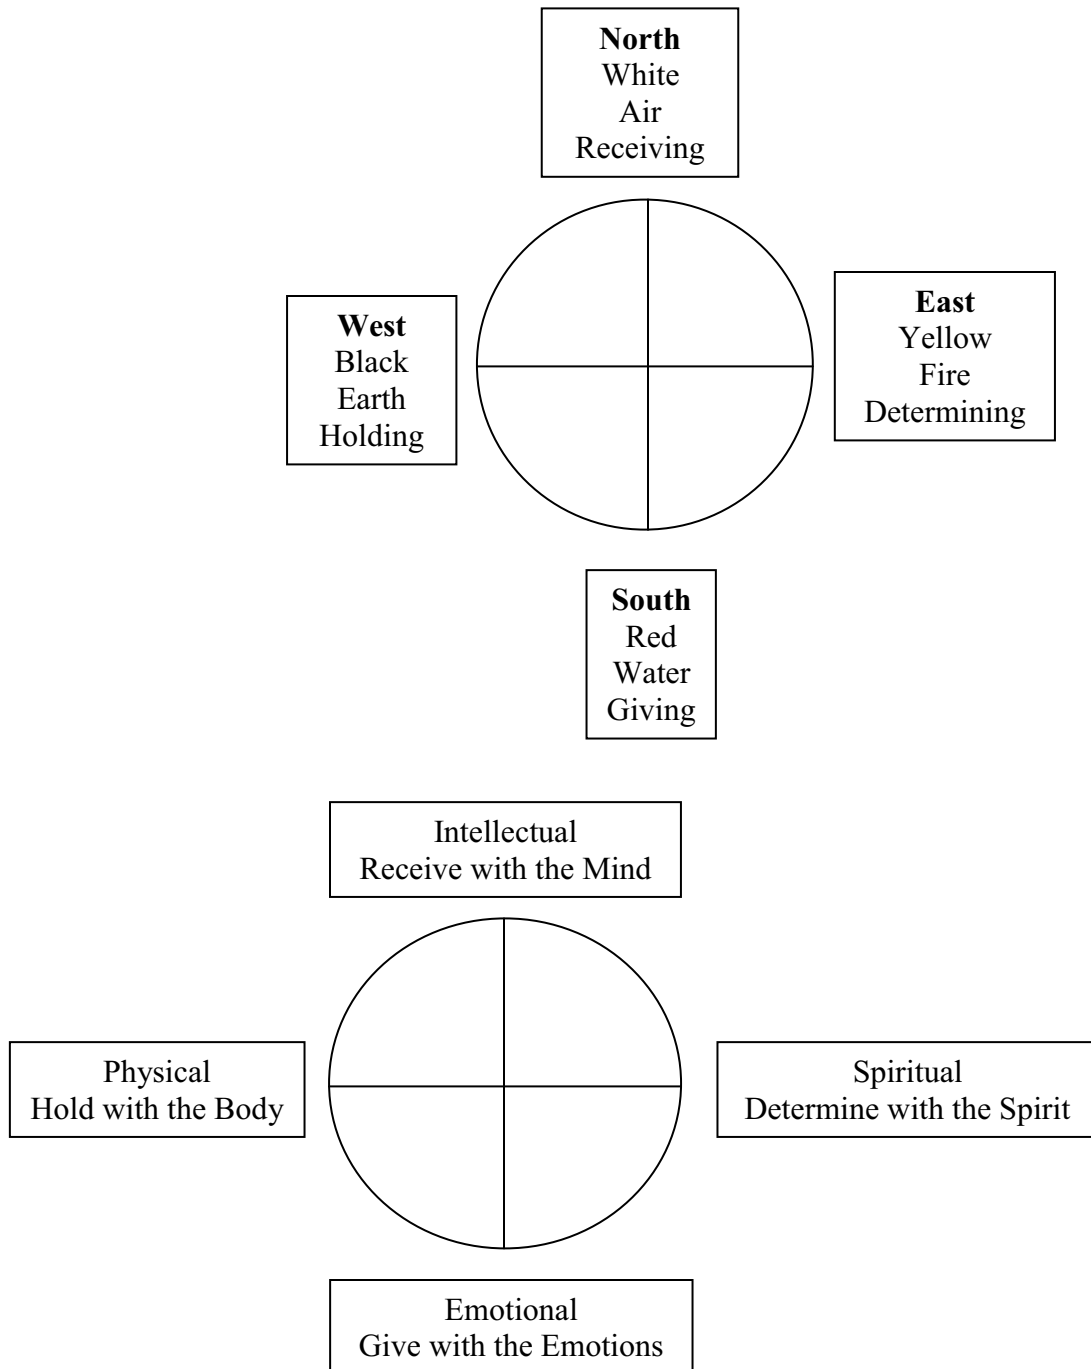 North
White
Air
Receiving
West
Black
Earth
Holding
East
Yellow
Fire
Determining
South
Red
Water
Giving
Intellectual
Receive with the Mind
Physical
Hold with the Body
Spiritual
Determine with the Spirit
Emotional
Give with the Emotions